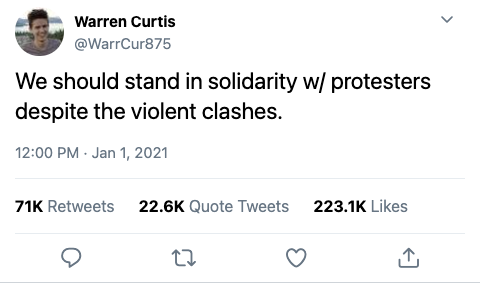 Warren Curtis
@WarrCur875
We should stand in solidarity w/ protesters
despite the violent clashes.
12:00 PM · Jan 1, 2021
71K Retweets 22.6K Quote Tweets 223.1K Likes